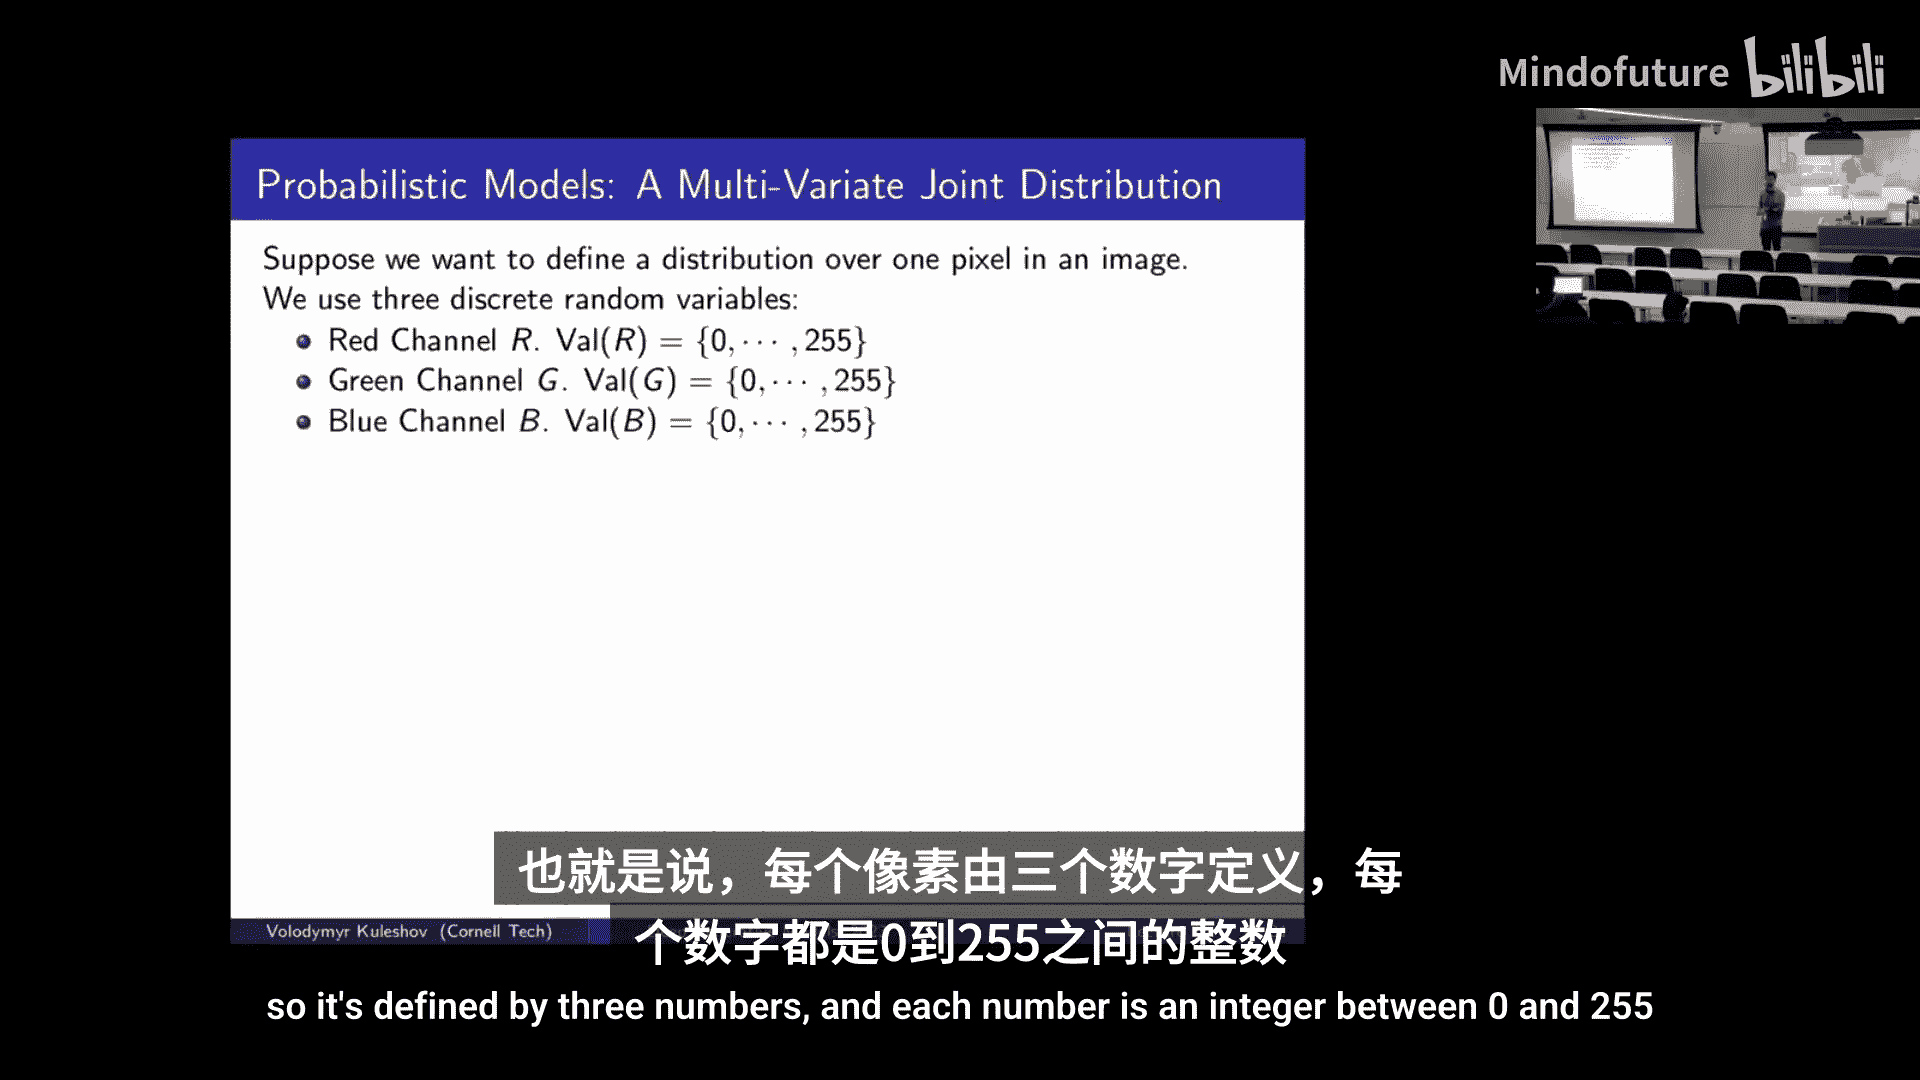 Mindofuture bilibili
Probabilistic Models: A Multi-Variate Joint Distribution
Suppose we want to define a distribution over one pixel in an image.
We use three discrete random variables:
Red Channel R. Val(R) = {0, ⋯ , 255}
Green Channel G. Val(G) = {0, ⋯ , 255}
Blue Channel B. Val(B) = {0, ⋯ , 255}
Volodymyr Kuleshov (Cornell Tech)
也就是说，每个像素由三个数字定义，每
个数字都是0到255之间的整数
so it's defined by three numbers, and each number is an integer between 0 and 255